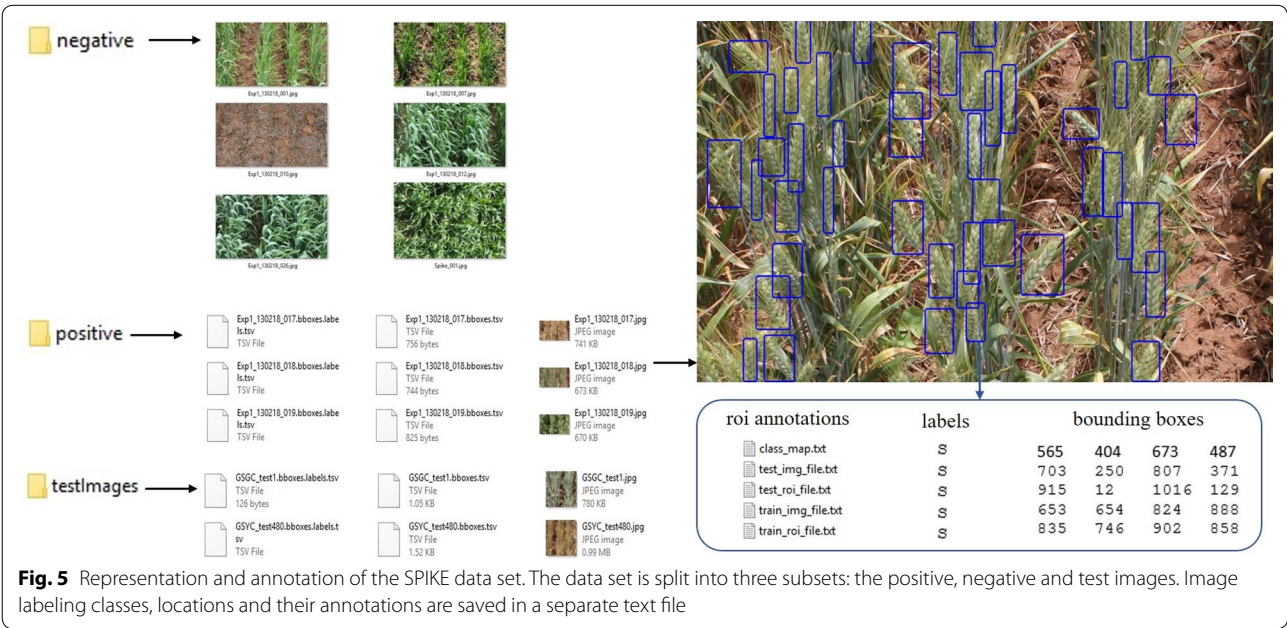 negative
Exp1_130218_001.jpg
Exp1_130218_007.jpg
Exp1_130218_010.jpg
Exp1_130218_012.jpg
Exp1_130218_026.jpg
Spike_001.jpg
positive
Exp1_130218_017.bboxes.labe
ls.tsv
TSV File
Exp1_130218_017.bboxes.tsv
TSV File
756 bytes
Exp1_130218_017.jpg
JPEG image
741 KB
Exp1_130218_018.bboxes.labe
ls.tsv
TSV File
Exp1_130218_018.bboxes.tsv
TSV File
744 bytes
Exp1_130218_018.jpg
JPEG image
673 KB
Exp1_130218_019.bboxes.labe
ls.tsv
TSV File
Exp1_130218_019.bboxes.tsv
TSV File
825 bytes
Exp1_130218_019.jpg
JPEG image
670 KB
testImages
GSGC_test1.bboxes.labels.tsv
TSV File
126 bytes
GSGC_test1.bboxes.tsv
TSV File
1.05 KB
GSGC_test1.jpg
JPEG image
780 KB
GSYC_test480.bboxes.labels.t
sv
TSV File
GSYC_test480.bboxes.tsv
TSV File
1.52 KB
GSYC_test480.jpg
JPEG image
0.99 MB
roi annotations labels bounding boxes
class_map.txt S 565 404 673 487
test_img_file.txt S 703 250 807 371
test_roi_file.txt S 915 12 1016 129
train_img_file.txt S 653 654 824 888
train_roi_file.txt S 835 746 902 858
Fig. 5 Representation and annotation of the SPIKE data set. The data set is split into three subsets: the positive, negative and test images. Image
labeling classes, locations and their annotations are saved in a separate text file